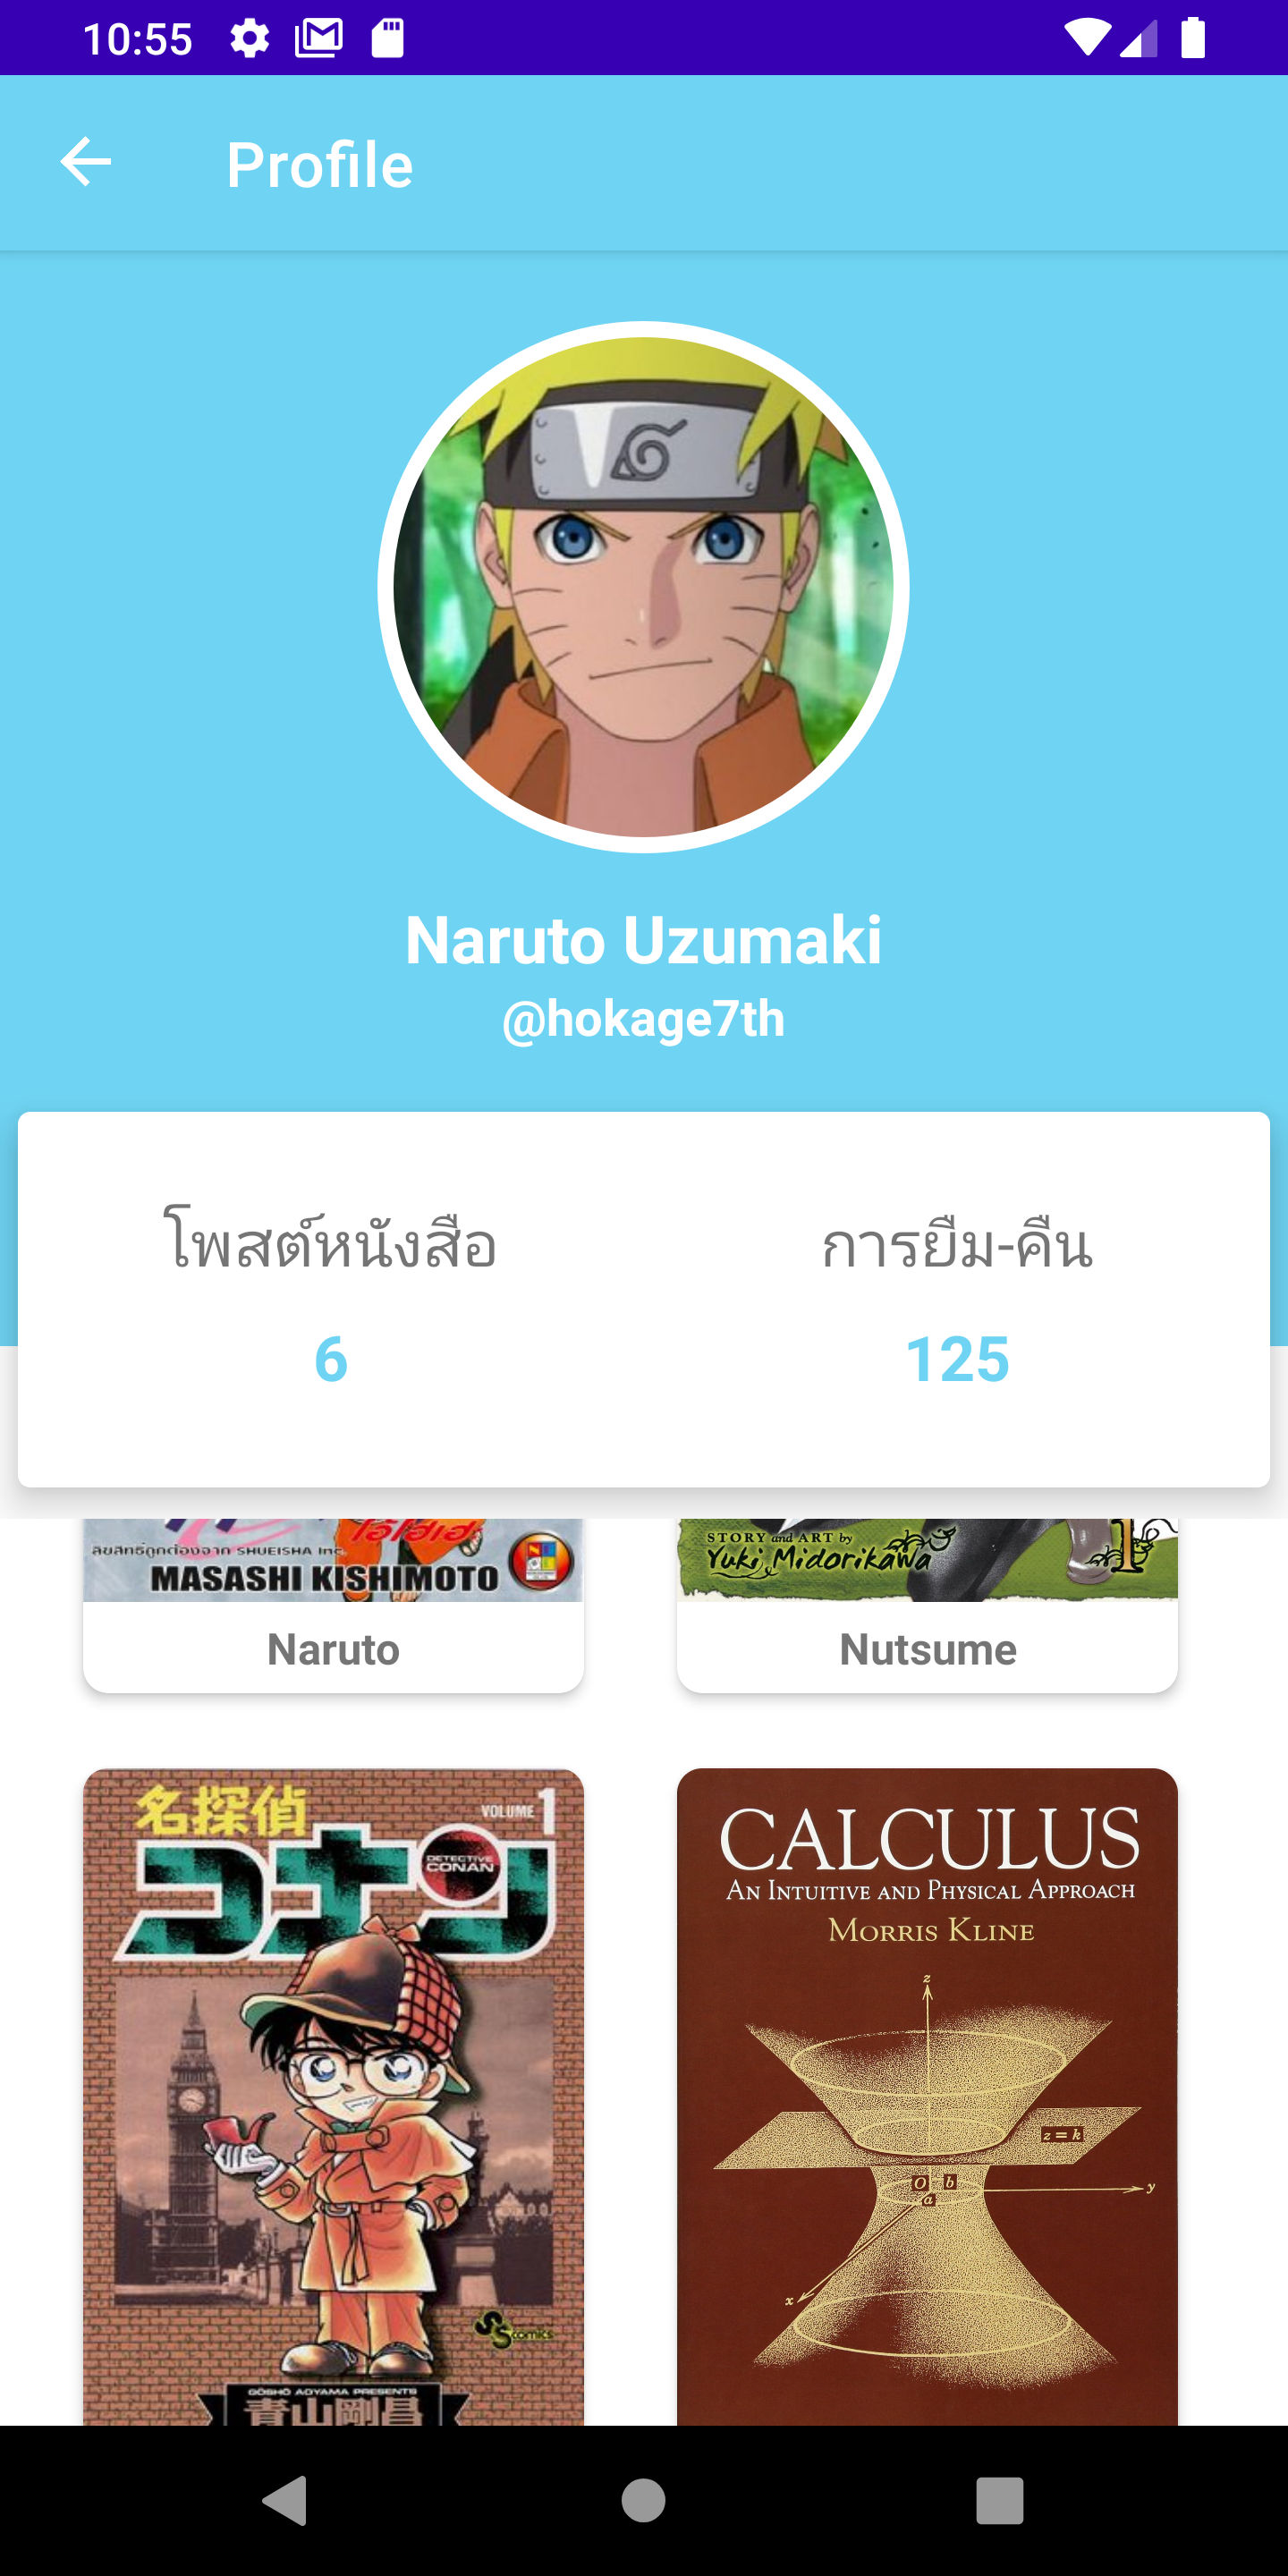 10:55
Profile
Naruto Uzumaki
@hokage7th
โพสต์หนังสือ
การยืม-คืน
6
125
ลิขสิทธิ์ถูกต้องจาก SHUEISHA Inc.
MASASHI KISHIMOTO
Naruto
STORY and ART by
Yuki Midorikawa
1
Nutsume
名探偵
VOLUME 1
コナン
DETECTIVE
CONAN
SS comics
GOSHO AOYAMA PRESENTS
青山剛昌
CALCULUS
AN INTUITIVE AND PHYSICAL APPROACH
MORRIS KLINE
z
z = k
O b
a
y
x